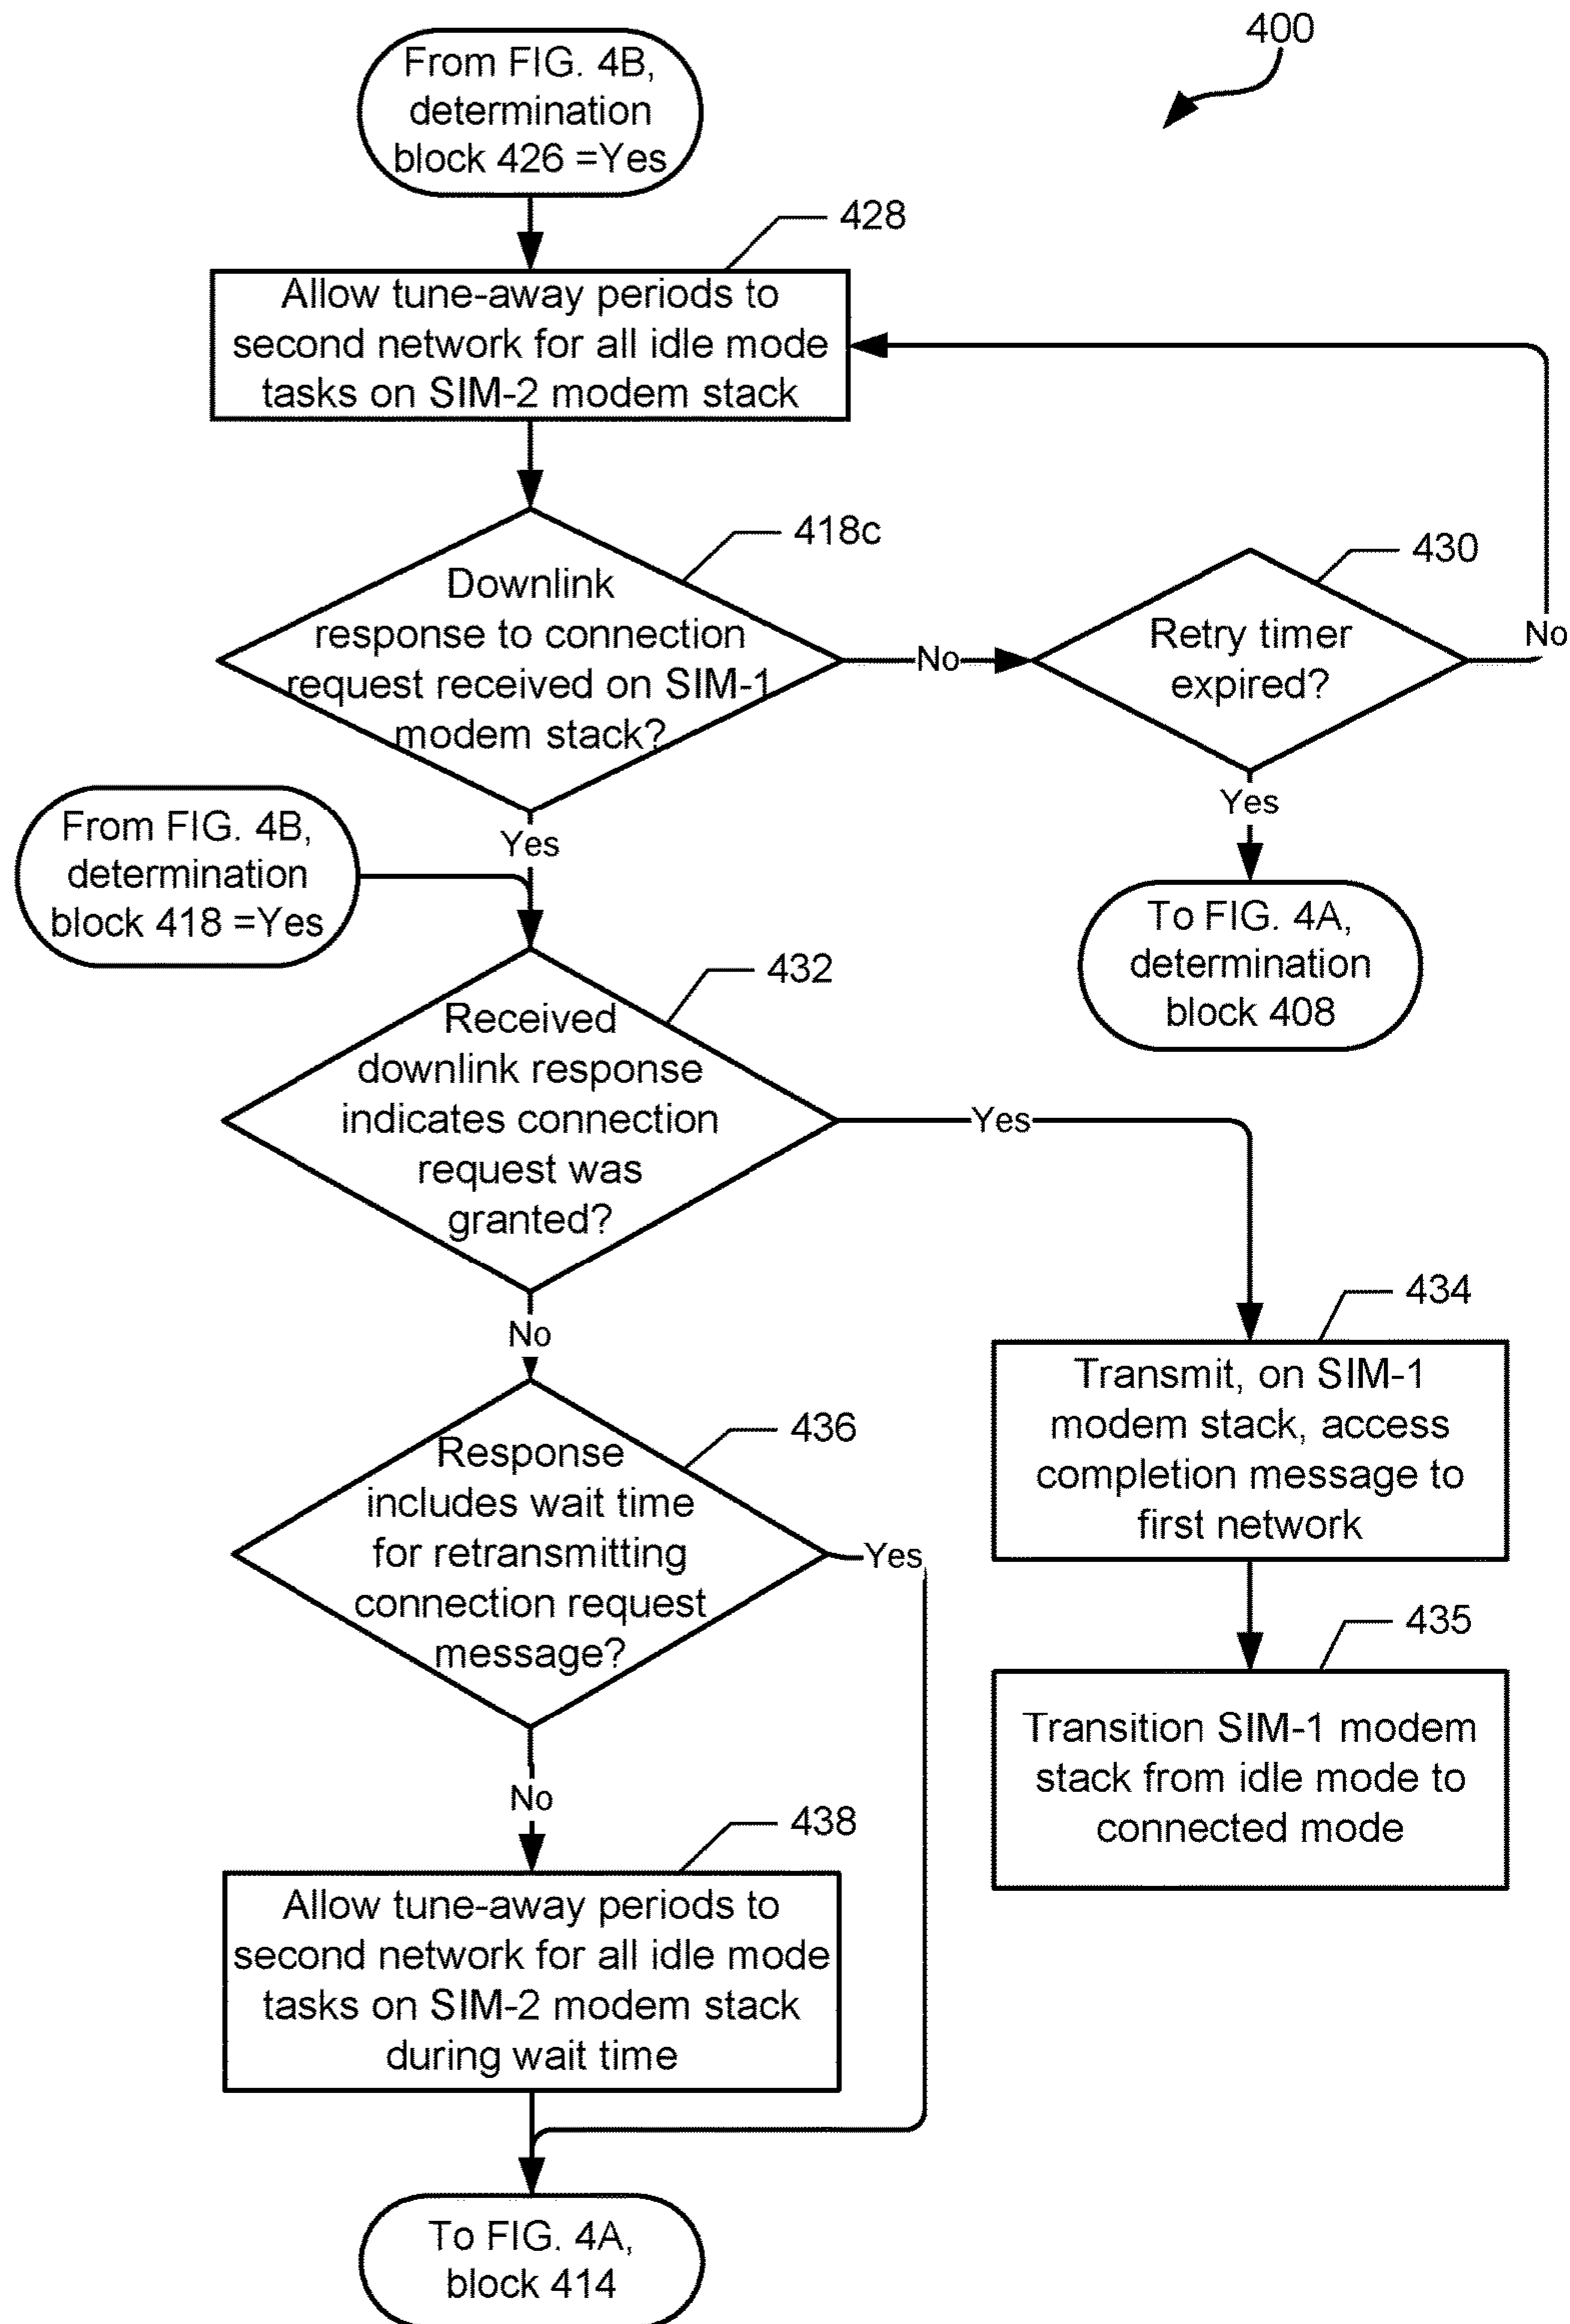 400
From FIG. 4B,
determination
block 426 =Yes
428
Allow tune-away periods to
second network for all idle mode
tasks on SIM-2 modem stack
418c
Downlink
response to connection
request received on SIM-1
modem stack?
No
430
Retry timer
expired?
No
Yes
To FIG. 4A,
determination
block 408
Yes
From FIG. 4B,
determination
block 418 =Yes
432
Received
downlink response
indicates connection
request was
granted?
Yes
No
434
Transmit, on SIM-1
modem stack, access
completion message to
first network
435
Transition SIM-1 modem
stack from idle mode to
connected mode
436
Response
includes wait time
for retransmitting
connection request
message?
Yes
No
438
Allow tune-away periods to
second network for all idle mode
tasks on SIM-2 modem stack
during wait time
To FIG. 4A,
block 414